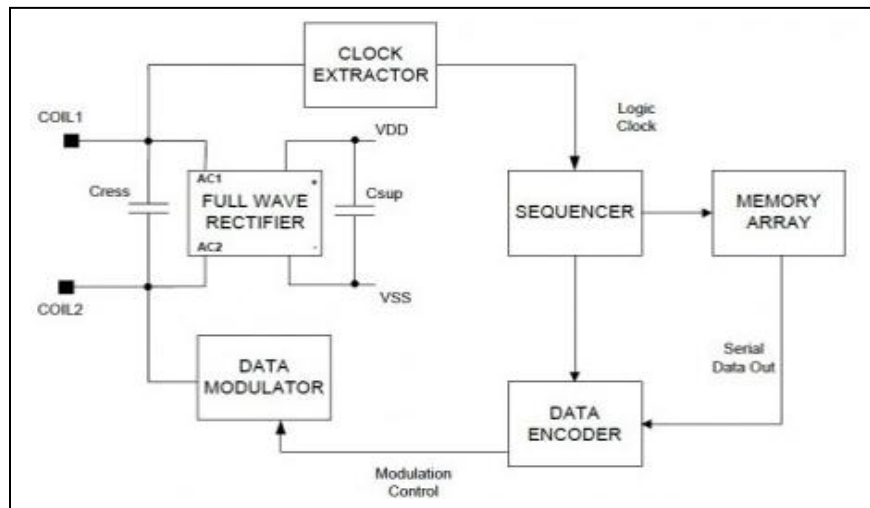 CLOCK
EXTRACTOR
Logic
Clock
COIL1
VDD
AC1
+
Cress
FULL WAVE
RECTIFIER
Csup
AC2
-
SEQUENCER
MEMORY
ARRAY
COIL2
VSS
DATA
MODULATOR
Serial
Data Out
DATA
ENCODER
Modulation
Control